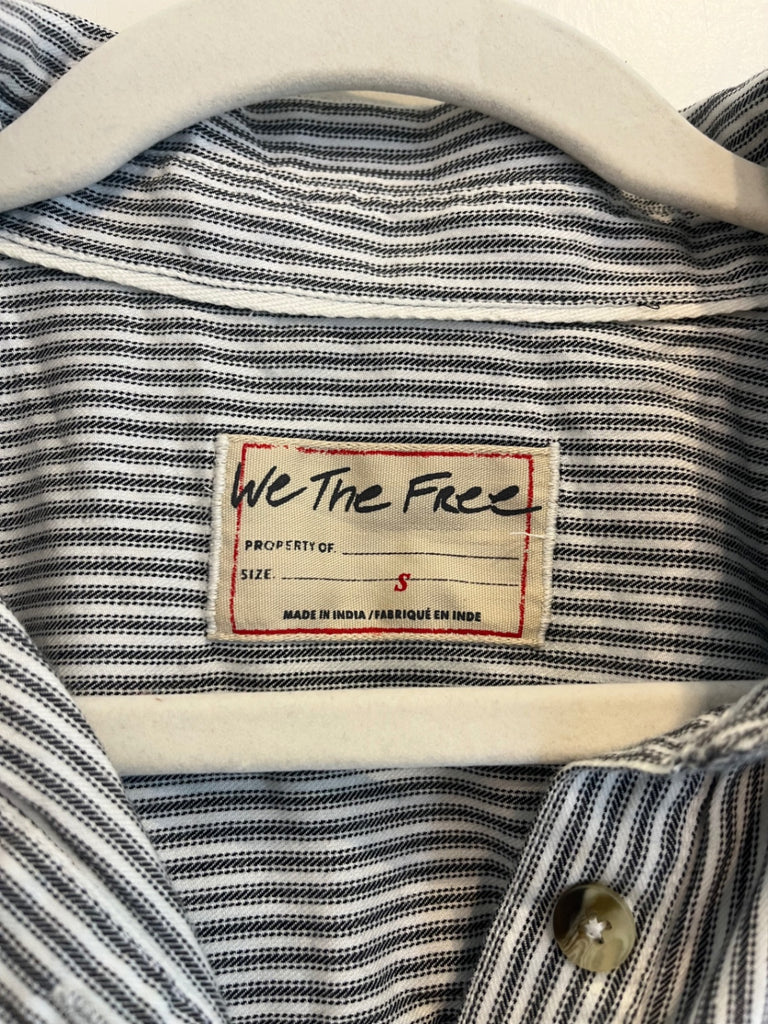 We The Free
PROPERTY OF.
SIZE. S
MADE IN INDIA / FABRIQUÉ EN INDE